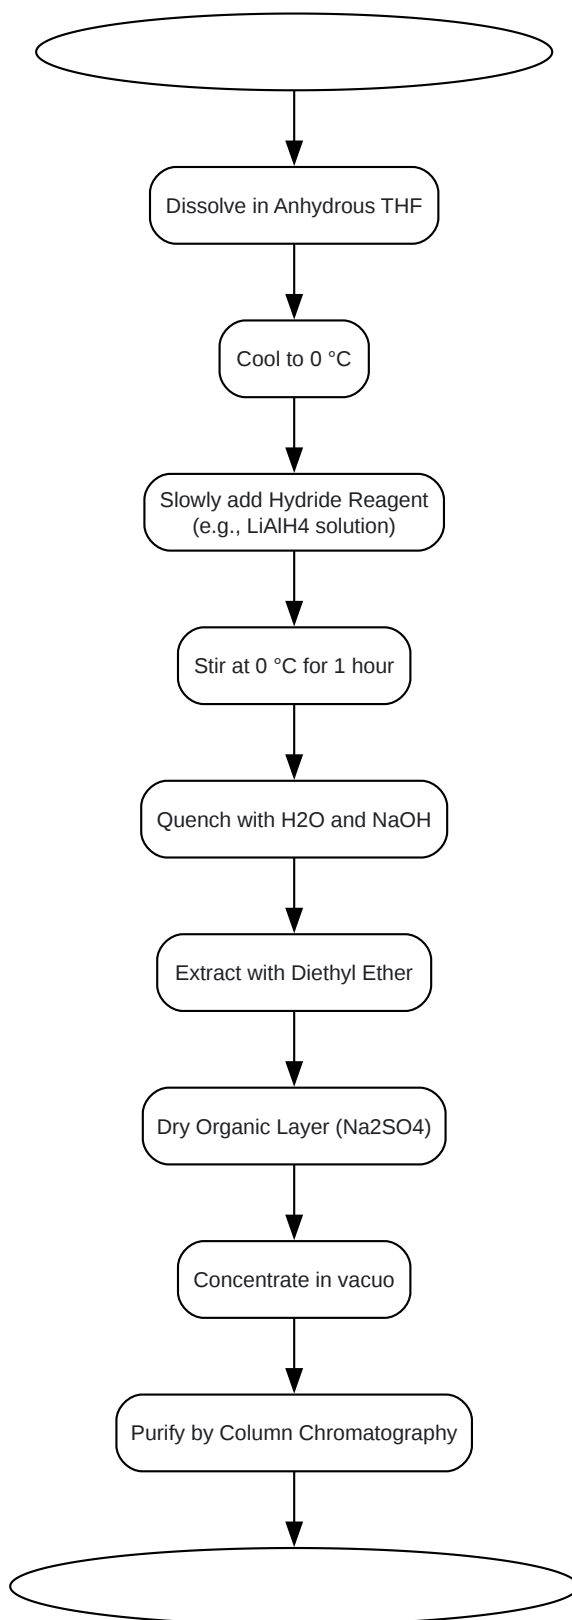 Dissolve in Anhydrous THF
Cool to 0 °C
Slowly add Hydride Reagent
(e.g., LiAlH4 solution)
Stir at 0 °C for 1 hour
Quench with H2O and NaOH
Extract with Diethyl Ether
Dry Organic Layer (Na2SO4)
Concentrate in vacuo
Purify by Column Chromatography